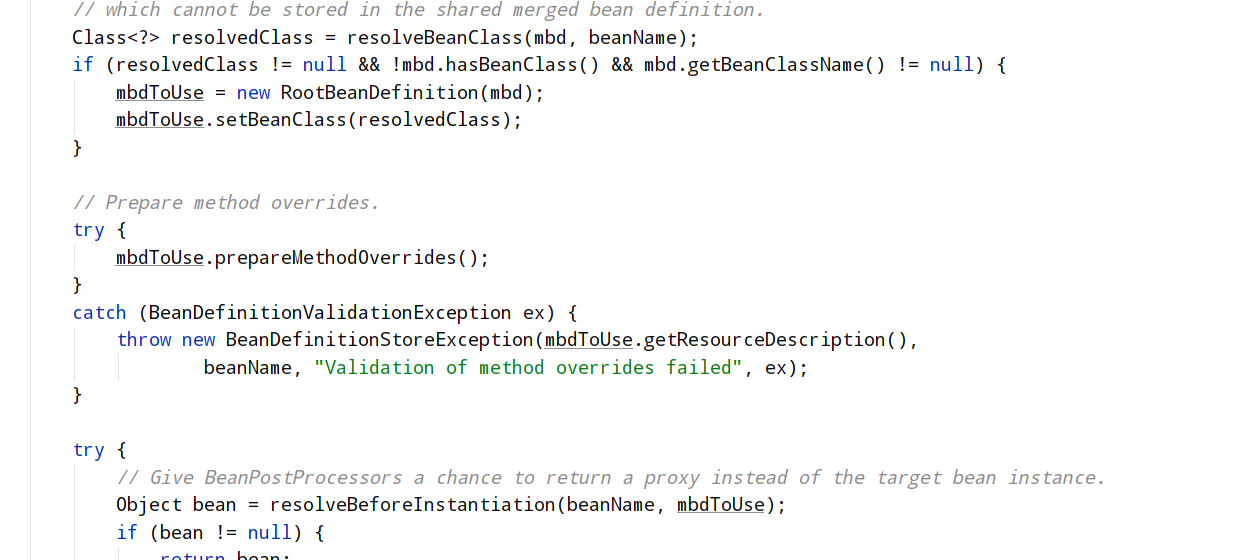 // which cannot be stored in the shared merged bean definition.
Class<?> resolvedClass = resolveBeanClass(mbd, beanName);
if (resolvedClass != null && !mbd.hasBeanClass() && mbd.getBeanClassName() != null) {
mbdToUse = new RootBeanDefinition(mbd);
mbdToUse.setBeanClass(resolvedClass);
}
// Prepare method overrides.
try {
mbdToUse.prepareMethodOverrides();
}
catch (BeanDefinitionValidationException ex) {
throw new BeanDefinitionStoreException(mbdToUse.getResourceDescription(),
beanName, "Validation of method overrides failed", ex);
}
try {
// Give BeanPostProcessors a chance to return a proxy instead of the target bean instance.
Object bean = resolveBeforeInstantiation(beanName, mbdToUse);
if (bean != null) {
return bean;